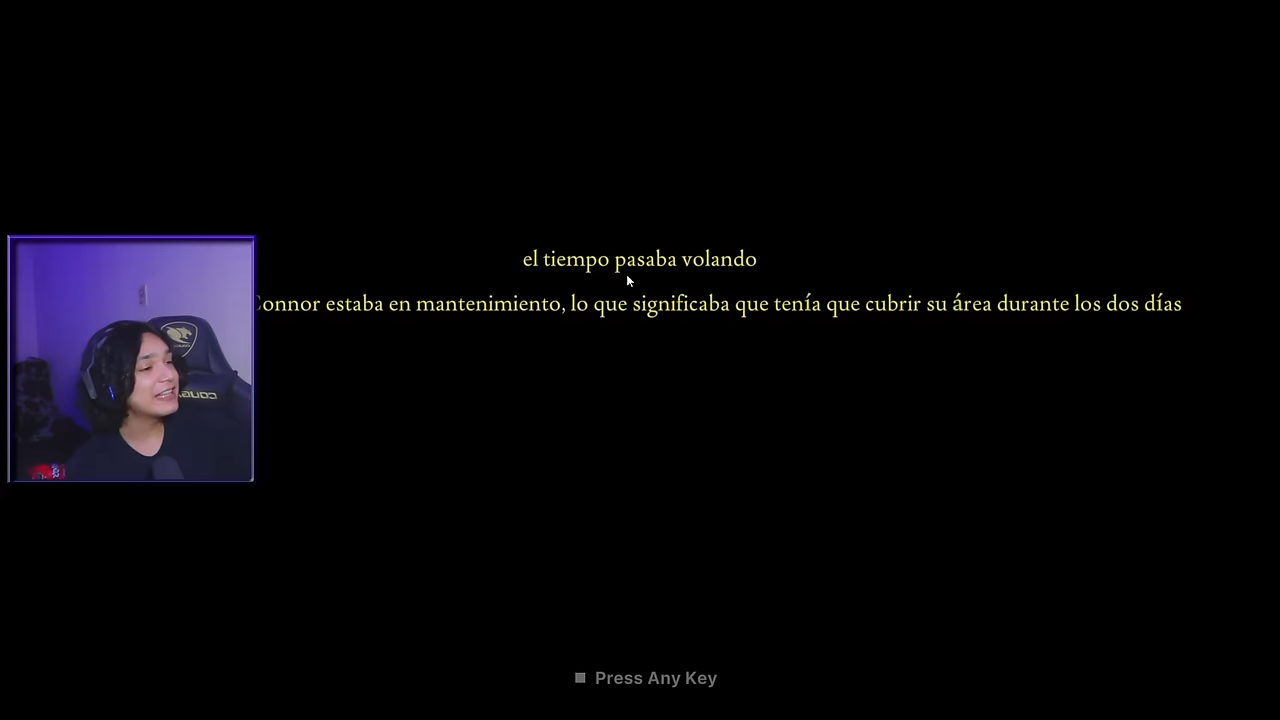 el tiempo pasaba volando
estaba en mantenimiento, lo que significaba que tenía que cubrir su área durante los dos días
COUGAR
Press Any Key